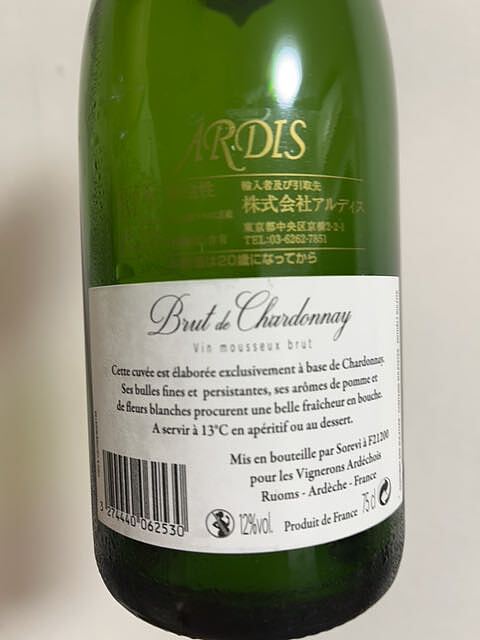 ARDIS
輸入者及び引取先
株式会社アルディス
東京都中央区京橋2-2-1
TEL:03-6262-7851
は20歳になってから
Brut de Chardonnay
Vin mousseux brut
Cette cuvée est élaborée exclusivement à base de Chardonnay.
Ses bulles fines et persistantes, ses arômes de pomme et
de fleurs blanches procurent une belle fraîcheur en bouche.
A servir à 13°C en apéritif ou au dessert.
Mis en bouteille par Sorevi à F21200
pour les Vignerons Ardéchois
Ruoms - Ardèche - France
3 274440 062530
12%vol.
Produit de France
75 cl